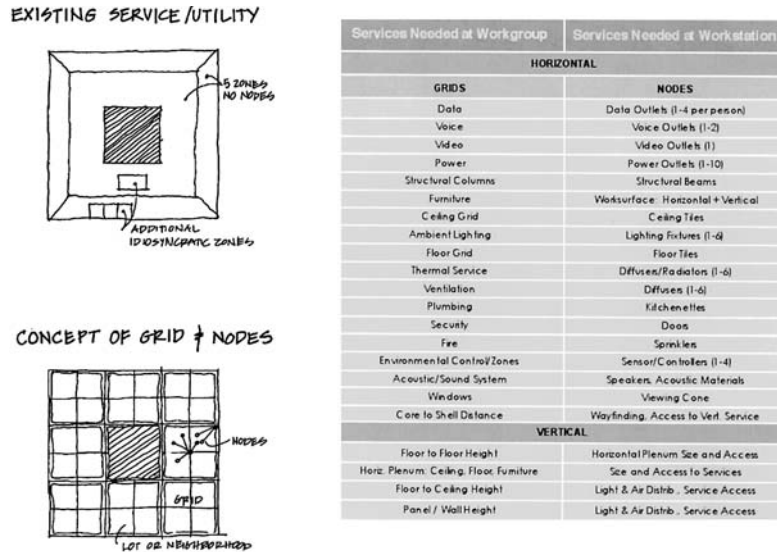 EXISTING SERVICE/UTILITY
5 ZONES
NO NODES
ADDITIONAL
IDIOSYNCRATIC ZONES
CONCEPT OF GRID & NODES
NODES
GRID
LOT OR NEIGHBORHOOD
Services Needed at Workgroup Services Needed at Workstation
HORIZONTAL
GRIDS NODES
Data Data Outlets (1-4 per person)
Voice Voice Outlets (1-2)
Video Video Outlets (1)
Power Power Outlets (1-10)
Structural Columns Structural Beams
Furniture Worksurface: Horizontal + Vertical
Ceiling Grid Ceiling Tiles
Ambient Lighting Lighting Fixtures (1-6)
Floor Grid Floor Tiles
Thermal Service Diffusers/Radiators (1-6)
Ventilation Diffusers (1-6)
Plumbing Kitchenettes
Security Doors
Fire Sprinklers
Environmental Control/Zones Sensor/Controllers (1-4)
Acoustic/Sound System Speakers, Acoustic Materials
Windows Viewing Cone
Core to Shell Distance Wayfinding, Access to Vert. Service
VERTICAL
Floor to Floor Height Horizontal Plenum Size and Access
Horiz. Plenum: Ceiling, Floor, Furniture Size and Access to Services
Floor to Ceiling Height Light & Air Distrib., Service Access
Panel / Wall Height Light & Air Distrib., Service Access